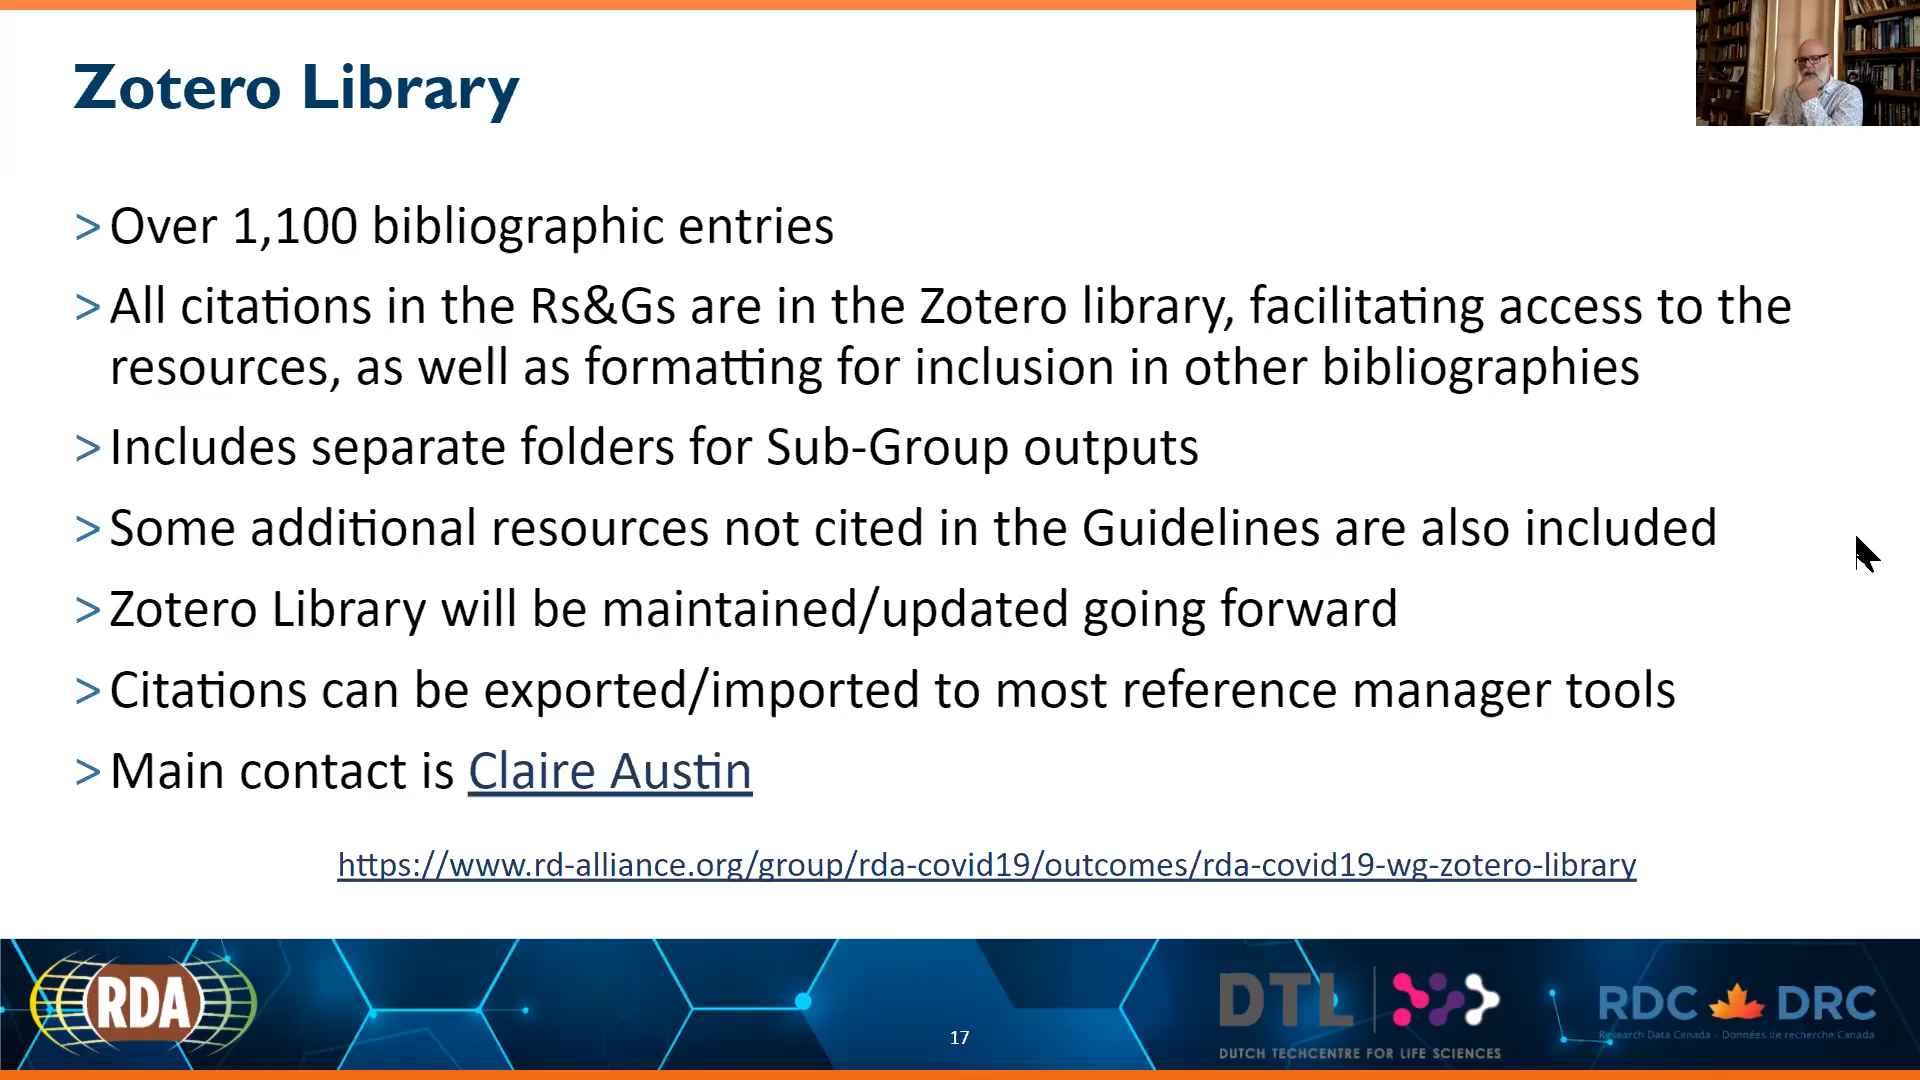 Zotero Library
> Over 1,100 bibliographic entries
> All citations in the Rs&Gs are in the Zotero library, facilitating access to the
resources, as well as formatting for inclusion in other bibliographies
> Includes separate folders for Sub-Group outputs
> Some additional resources not cited in the Guidelines are also included
> Zotero Library will be maintained/updated going forward
> Citations can be exported/imported to most reference manager tools
> Main contact is Claire Austin
https://www.rd-alliance.org/group/rda-covid19/outcomes/rda-covid19-wg-zotero-library
RDA
17
DTL
DUTCH TECHCENTRE FOR LIFE SCIENCES
RDC DRC
Research Data Canada - Données de recherche Canada